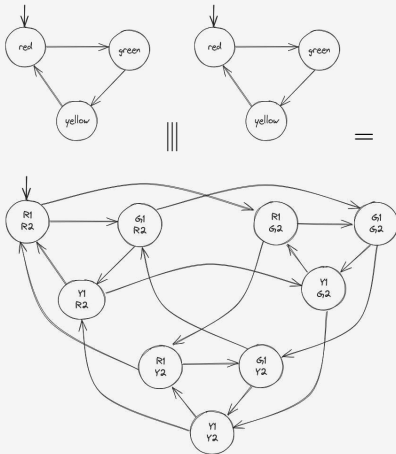 red
green
yellow
red
green
yellow
|||
=
R1
R2
G1
R2
Y1
R2
R1
G2
G1
G2
Y1
G2
R1
Y2
G1
Y2
Y1
Y2